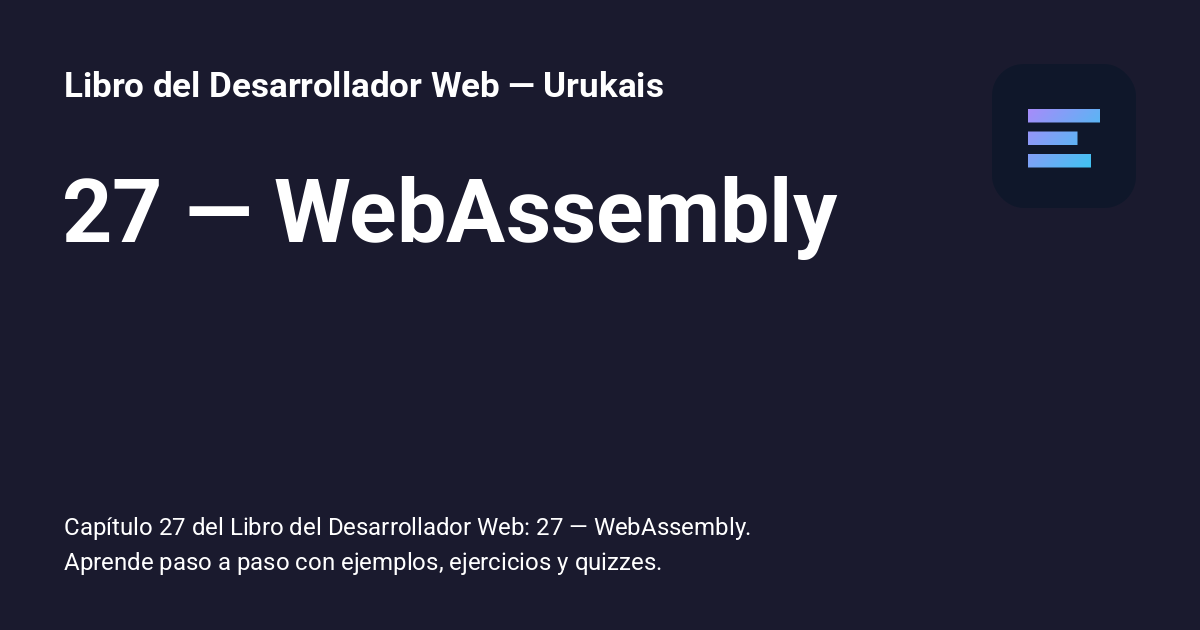 Libro del Desarrollador Web — Urukais
27 — WebAssembly
Capítulo 27 del Libro del Desarrollador Web: 27 — WebAssembly.
Aprende paso a paso con ejemplos, ejercicios y quizzes.